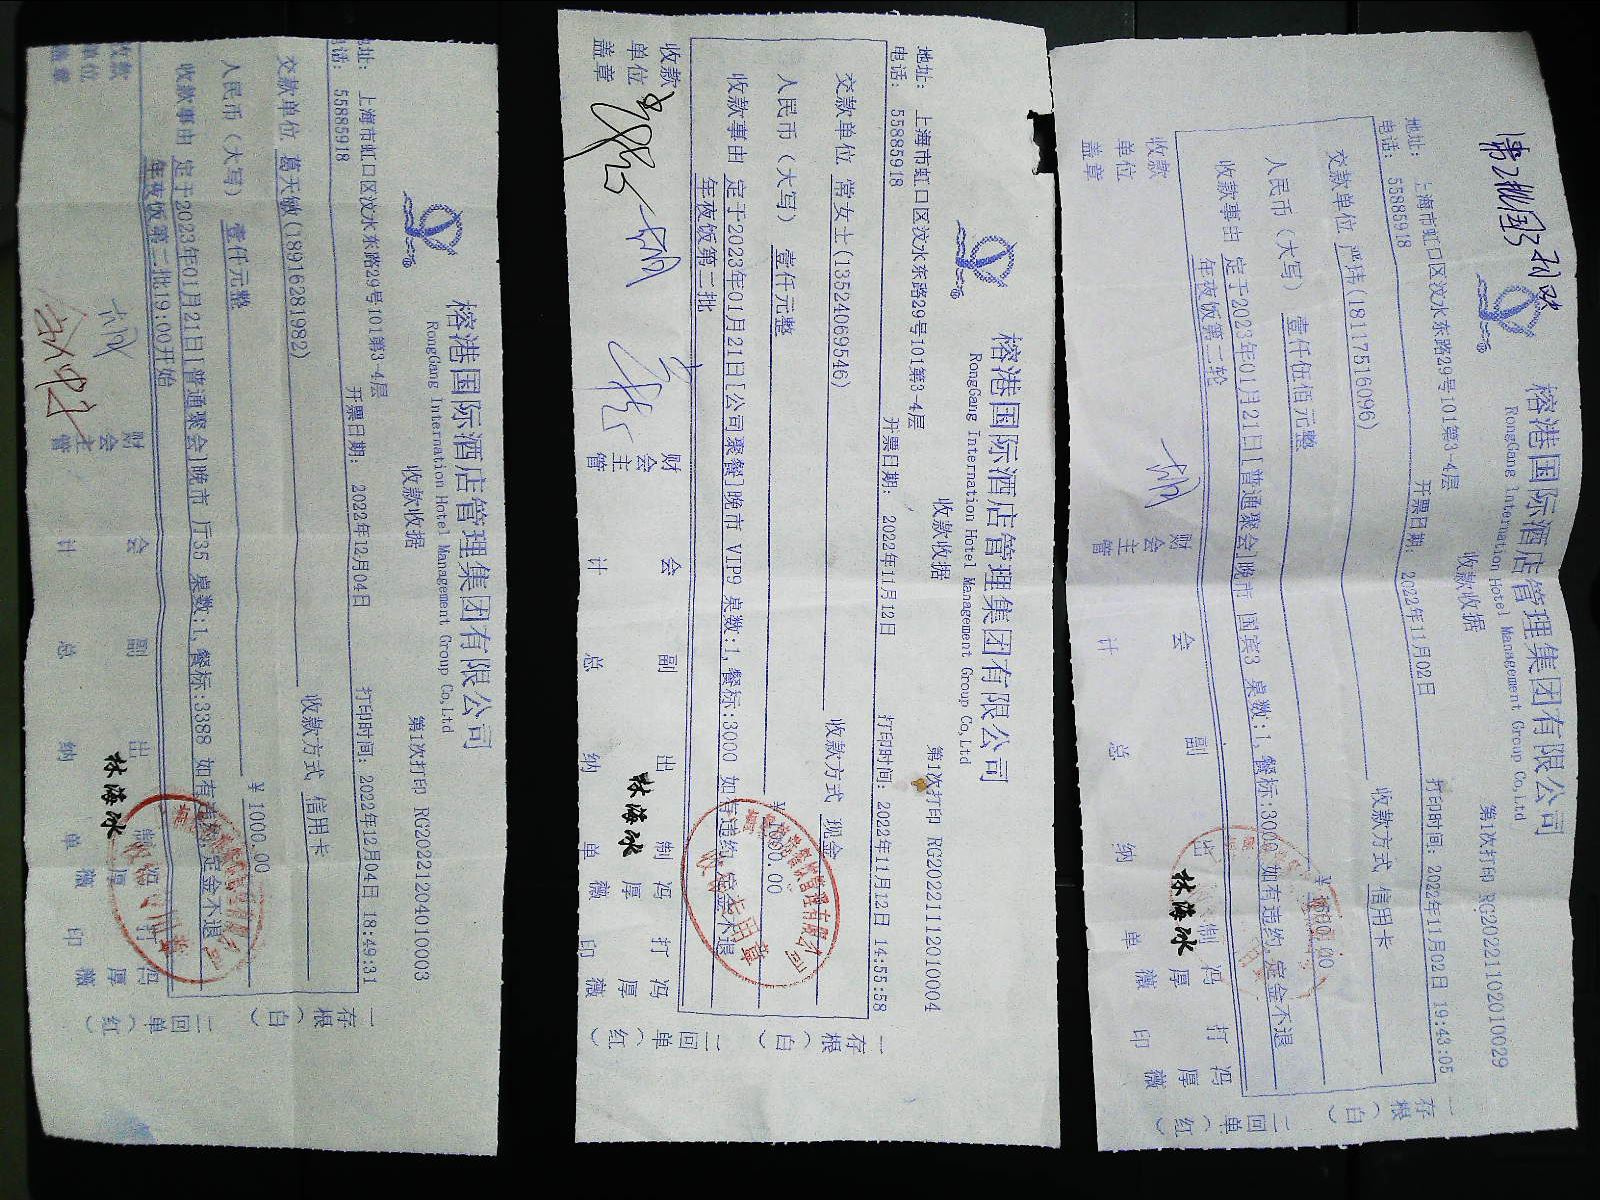 榕港国际酒店管理集团有限公司
RongGang Internation Hotel Management Group Co,Ltd
收款收据
第1次打印 RG20221204010003
地址： 上海市虹口区汶水东路29号101第3-4层
电话： 55885918
开票日期： 2022年12月04日
打印时间： 2022年12月04日 18:49:31
交款单位 葛天敏(18916281982)
收款方式 信用卡
人民币（大写） 壹仟元整
￥ 1000.00
收款事由 定于2023年01月21日[普通聚会]晚市 厅35 桌数:1,餐标:3388 如有违约,定金不退
年夜饭第二批19:00开始
收款单位盖章
财会主管
会计
副总
出纳
林海冰
制单
冯厚薇
打印
冯厚薇
一存根（白）
二回单（红）
榕港国际酒店管理集团有限公司
RongGang Internation Hotel Management Group Co,Ltd
收款收据
第1次打印 RG20221112010004
地址： 上海市虹口区汶水东路29号101第3-4层
电话： 55885918
开票日期： 2022年11月12日
打印时间： 2022年11月12日 14:55:58
交款单位 常女士(13524069546)
收款方式 现金
人民币（大写） 壹仟元整
￥ 1000.00
收款事由 定于2023年01月21日[公司聚餐]晚市 VIP9 桌数:1,餐标:3000 如有违约,定金不退
年夜饭第二批
收款单位盖章
财会主管
会计
副总
出纳
林海冰
制单
冯厚薇
打印
冯厚薇
一存根（白）
二回单（红）
榕港国际酒店管理集团有限公司
RongGang Internation Hotel Management Group Co,Ltd
收款收据
第1次打印 RG20221102010029
地址： 上海市虹口区汶水东路29号101第3-4层
电话： 55885918
开票日期： 2022年11月02日
打印时间： 2022年11月02日 19:43:05
交款单位 严玮(18117516096)
收款方式 信用卡
人民币（大写） 壹仟伍佰元整
￥ 1500.00
收款事由 定于2023年01月21日[普通聚会]晚市 国宾3 桌数:1,餐标:3000 如有违约,定金不退
年夜饭第二轮
收款单位盖章
财会主管
会计
副总
出纳
林海冰
制单
冯厚薇
打印
冯厚薇
一存根（白）
二回单（红）